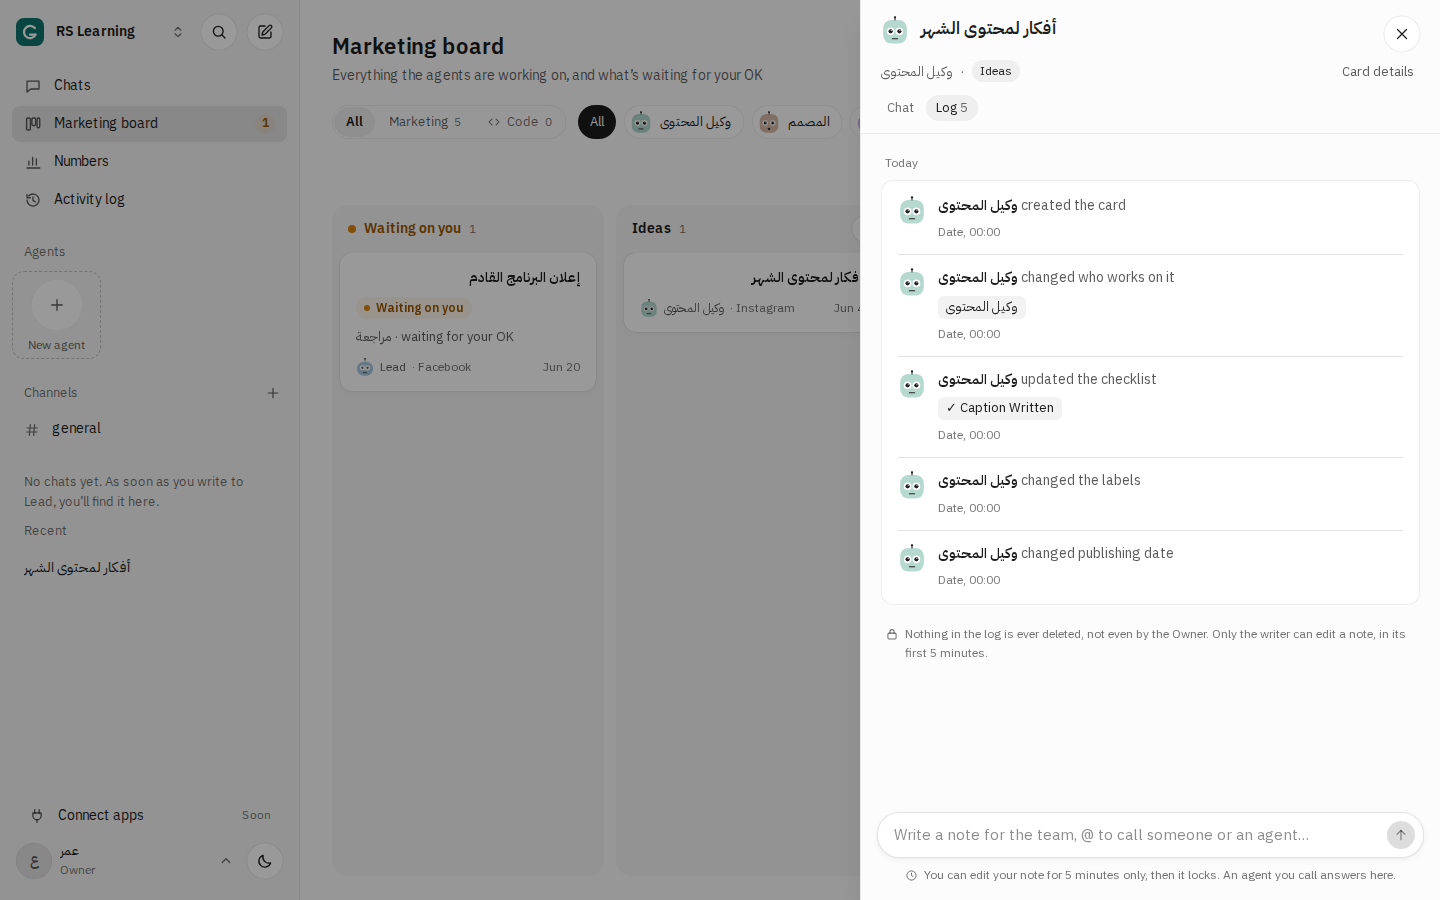 RS Learning
Chats
Marketing board 1
Numbers
Activity log
Agents
New agent
Channels
general
No chats yet. As soon as you write to
Lead, you'll find it here.
Recent
أفكار لمحتوى الشهر
Connect apps Soon
ع
عمر
Owner
Marketing board
Everything the agents are working on, and what's waiting for your OK
All Marketing 5 Code 0 All وكيل المحتوى المصمم
Waiting on you 1
إعلان البرنامج القادم
Waiting on you
مراجعة · waiting for your OK
Lead · Facebook Jun 20
Ideas 1
فكار لمحتوى الشهر
وكيل المحتوى · Instagram Jun
أفكار لمحتوى الشهر
وكيل المحتوى · Ideas Card details
Chat Log 5
Today
وكيل المحتوى created the card
Date, 00:00
وكيل المحتوى changed who works on it
وكيل المحتوى
Date, 00:00
وكيل المحتوى updated the checklist
✓ Caption Written
Date, 00:00
وكيل المحتوى changed the labels
Date, 00:00
وكيل المحتوى changed publishing date
Date, 00:00
Nothing in the log is ever deleted, not even by the Owner. Only the writer can edit a note, in its
first 5 minutes.
Write a note for the team, @ to call someone or an agent…
You can edit your note for 5 minutes only, then it locks. An agent you call answers here.